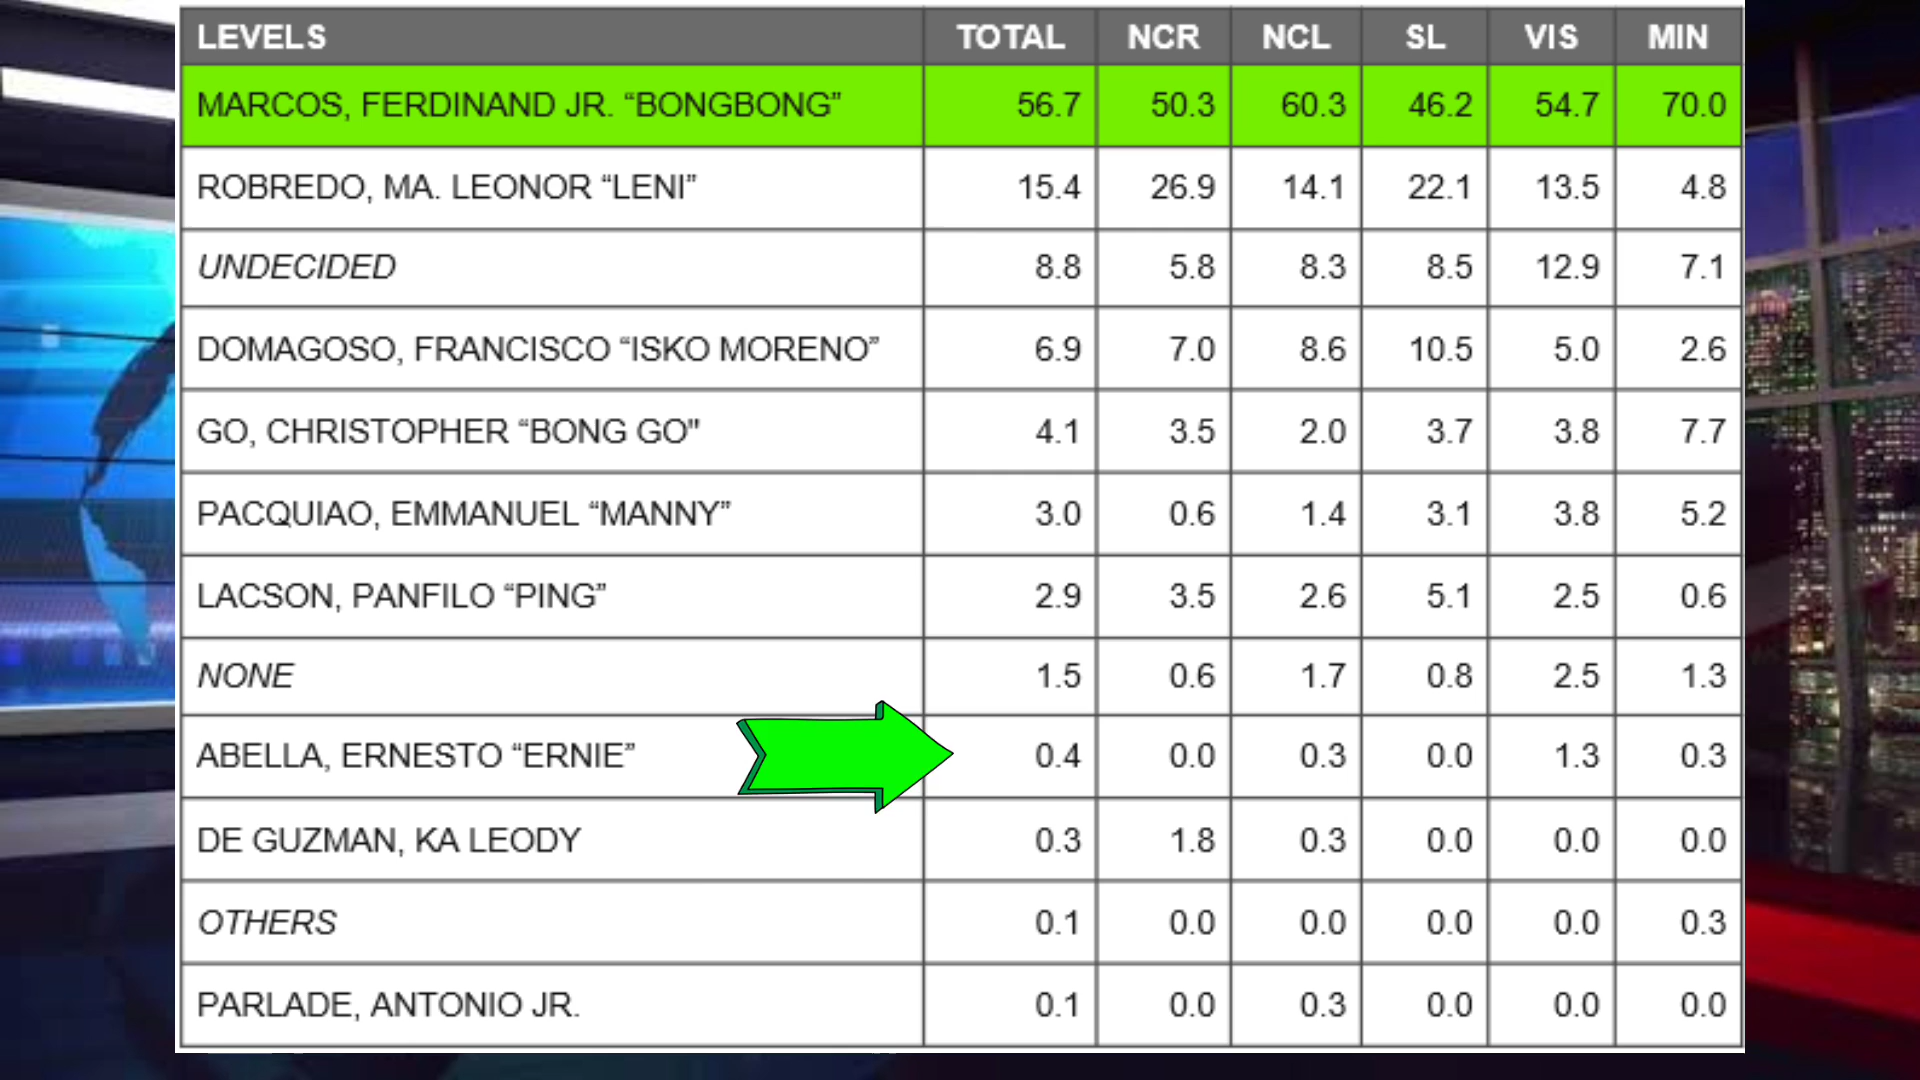 LEVELS TOTAL NCR NCL SL VIS MIN
MARCOS, FERDINAND JR. “BONGBONG” 56.7 50.3 60.3 46.2 54.7 70.0
ROBREDO, MA. LEONOR “LENI” 15.4 26.9 14.1 22.1 13.5 4.8
UNDECIDED 8.8 5.8 8.3 8.5 12.9 7.1
DOMAGOSO, FRANCISCO “ISKO MORENO” 6.9 7.0 8.6 10.5 5.0 2.6
GO, CHRISTOPHER “BONG GO" 4.1 3.5 2.0 3.7 3.8 7.7
PACQUIAO, EMMANUEL “MANNY” 3.0 0.6 1.4 3.1 3.8 5.2
LACSON, PANFILO “PING” 2.9 3.5 2.6 5.1 2.5 0.6
NONE 1.5 0.6 1.7 0.8 2.5 1.3
ABELLA, ERNESTO “ERNIE” 0.4 0.0 0.3 0.0 1.3 0.3
DE GUZMAN, KA LEODY 0.3 1.8 0.3 0.0 0.0 0.0
OTHERS 0.1 0.0 0.0 0.0 0.0 0.3
PARLADE, ANTONIO JR. 0.1 0.0 0.3 0.0 0.0 0.0